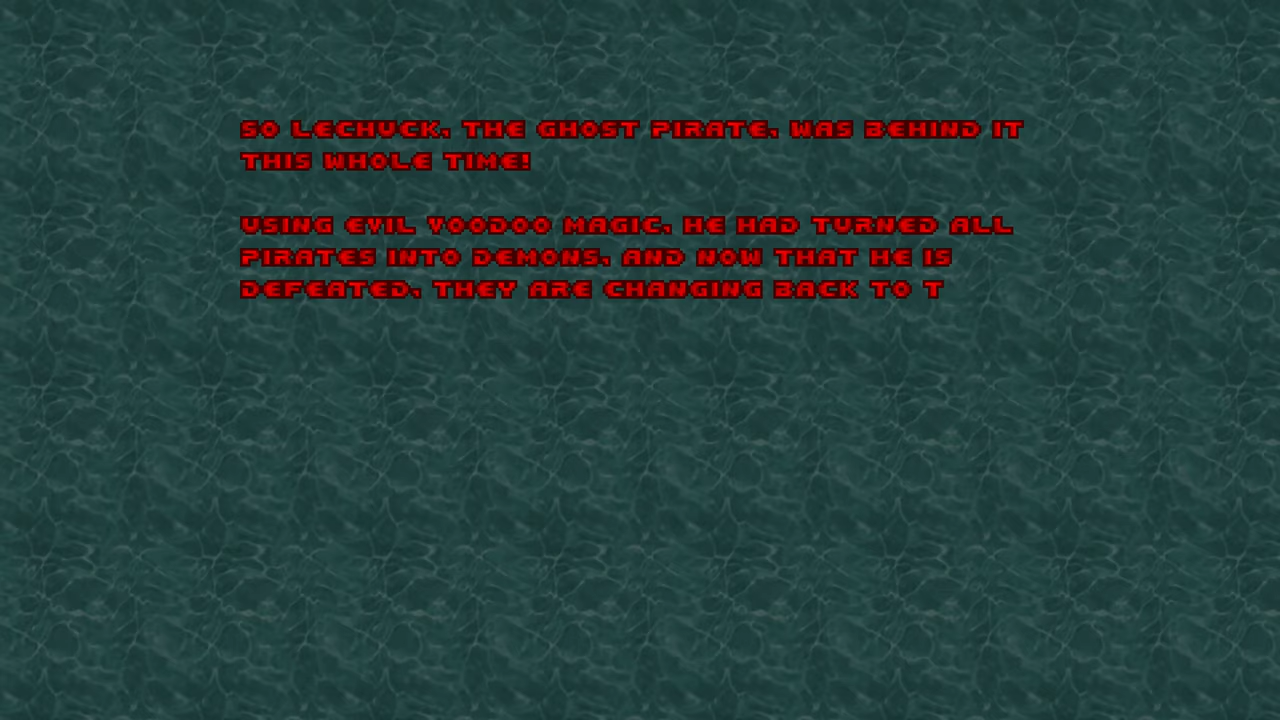 SO LECHUCK, THE GHOST PIRATE, WAS BEHIND IT
THIS WHOLE TIME!
USING EVIL VOODOO MAGIC, HE HAD TURNED ALL
PIRATES INTO DEMONS, AND NOW THAT HE IS
DEFEATED, THEY ARE CHANGING BACK TO T